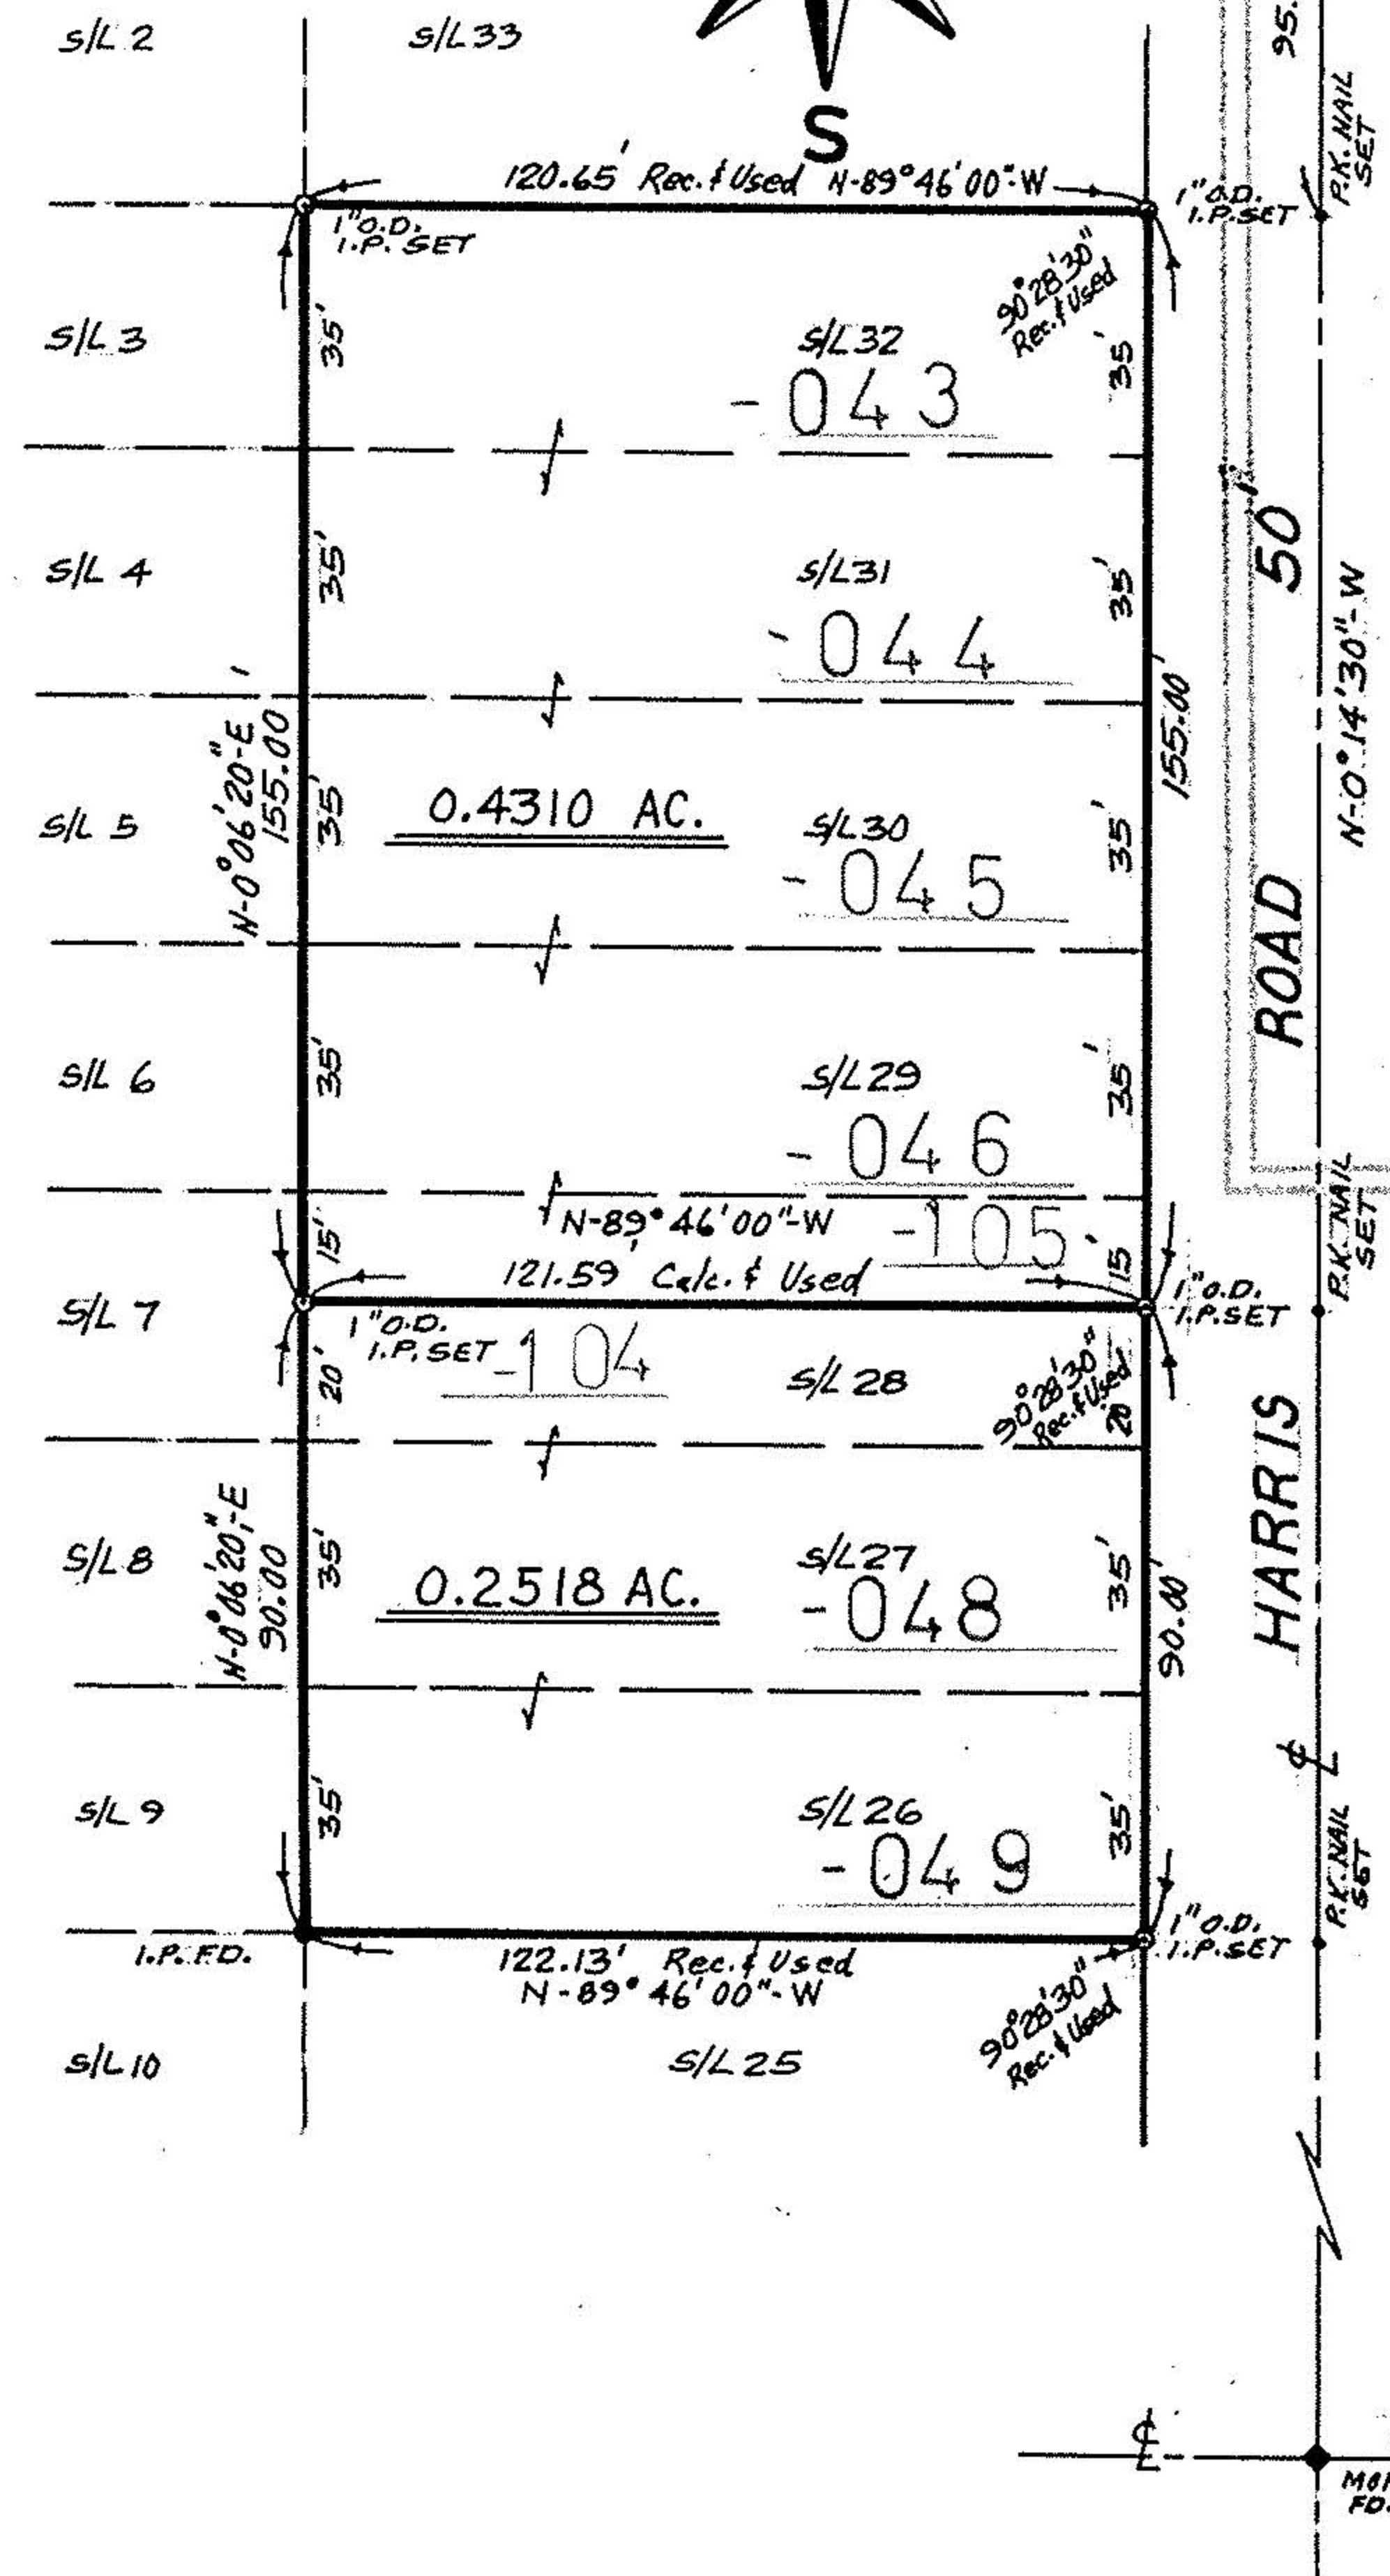 S/L 2
S/L33
S
95.
P.K. NAIL
SET
120.65' Rec. & Used N-89°46'00"-W
1" O.D.
I.P. SET
1" O.D.
I.P. SET
90°28'30"
Rec. & Used
S/L 3
35'
S/L32
35'
-043
S/L 4
35'
S/L31
35'
-044
50'
N-0°14'30"-W
N-0°06'20"-E
155.00'
155.00'
S/L 5
35'
0.4310 AC.
S/L30
35'
-045
ROAD
S/L 6
35'
S/L29
35'
-046
N-89°46'00"-W
-105
15'
15'
121.59' Calc. & Used
P.K. NAIL
SET
S/L 7
1" O.D.
I.P. SET
1" O.D.
I.P. SET
-104
20'
S/L 28
90°28'30"
Rec. & Used
20'
HARRIS
N-0°06'20"-E
90.00
S/L 8
35'
0.2518 AC.
S/L27
35'
90.00'
-048
S/L 9
35'
S/L26
35'
-049
℄
P.K. NAIL
SET
I.P. FD.
122.13' Rec. & Used
N-89°46'00"-W
1" O.D.
I.P. SET
90°28'30"
Rec. & Used
S/L10
S/L25
℄
FD.